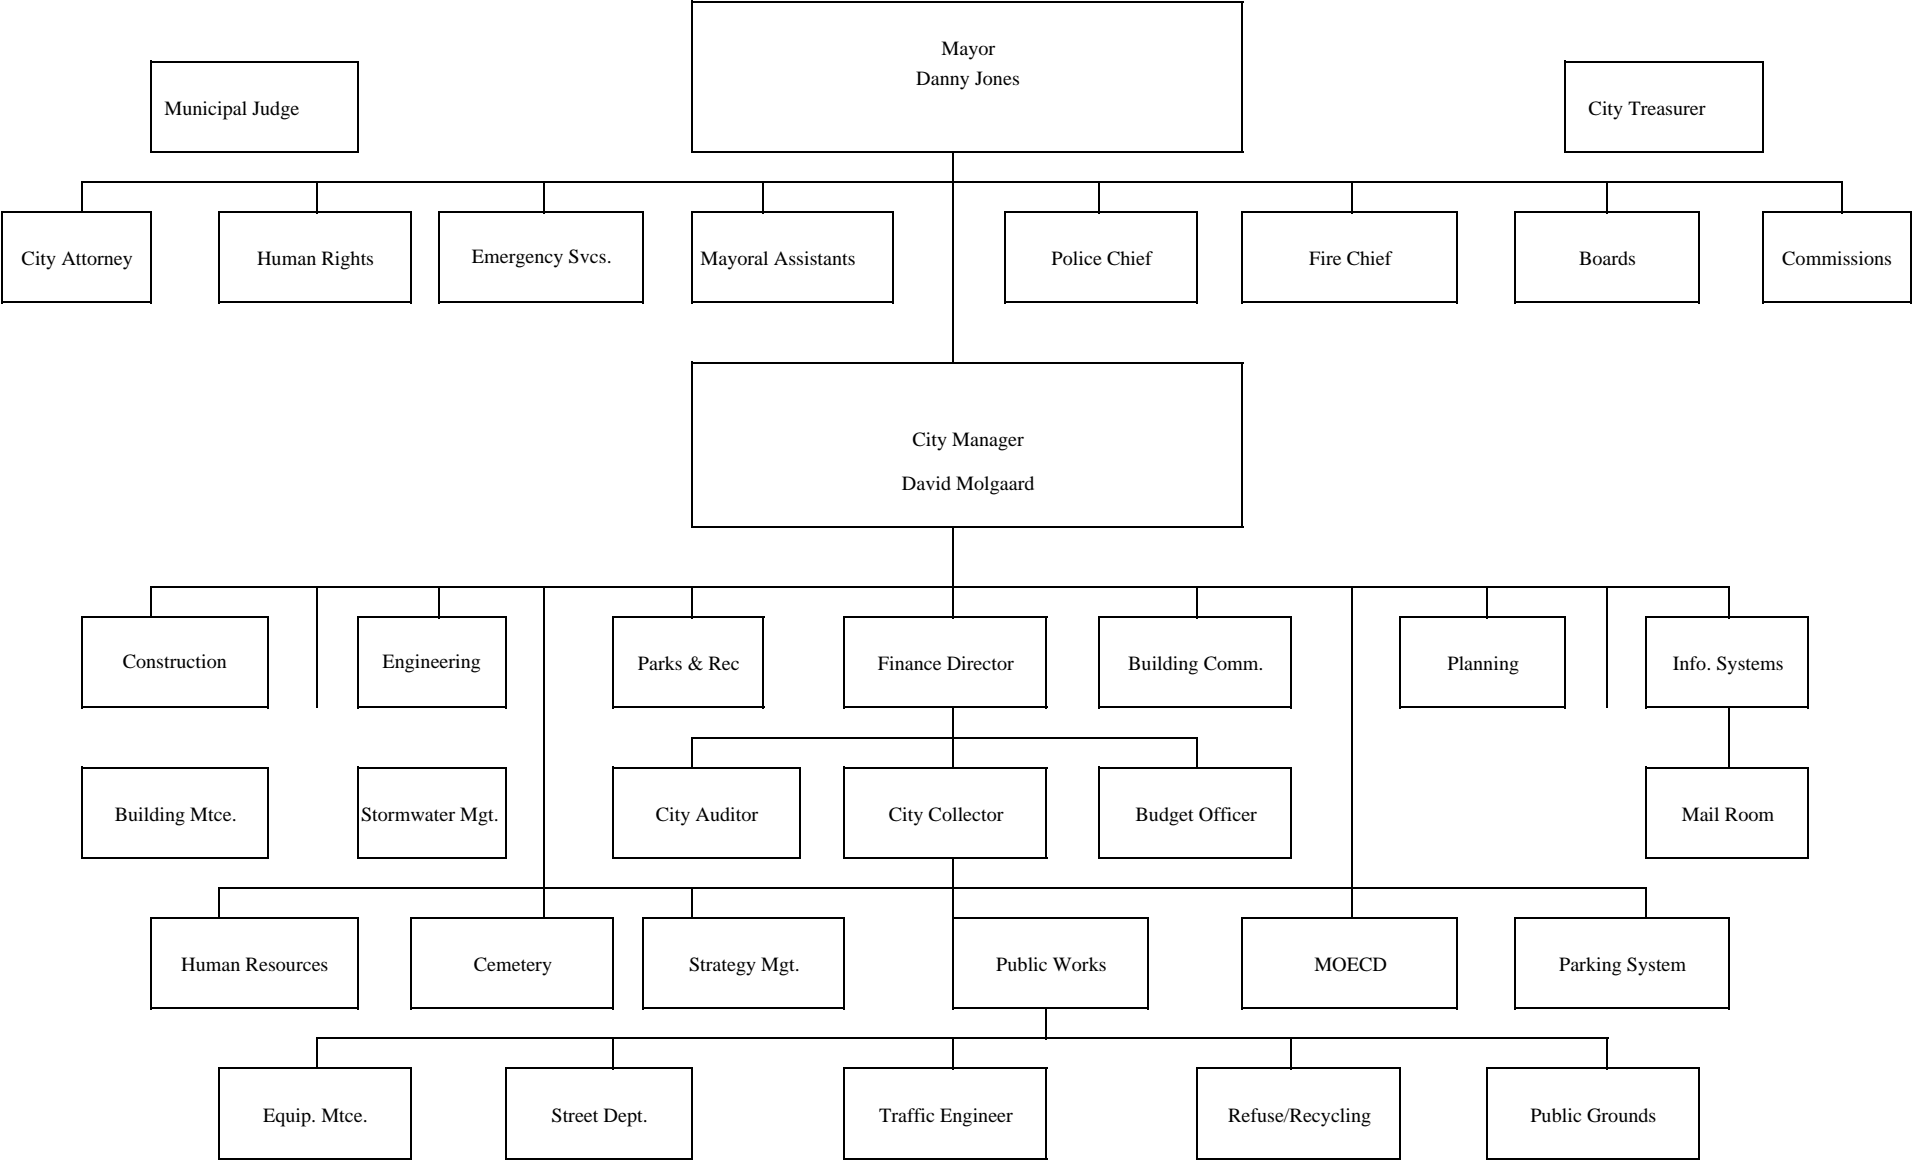 Mayor
Danny Jones
Municipal Judge
City Treasurer
City Attorney
Human Rights
Emergency Svcs.
Mayoral Assistants
Police Chief
Fire Chief
Boards
Commissions
City Manager
David Molgaard
Construction
Engineering
Parks & Rec
Finance Director
Building Comm.
Planning
Info. Systems
Building Mtce.
Stormwater Mgt.
City Auditor
City Collector
Budget Officer
Mail Room
Human Resources
Cemetery
Strategy Mgt.
Public Works
MOECD
Parking System
Equip. Mtce.
Street Dept.
Traffic Engineer
Refuse/Recycling
Public Grounds